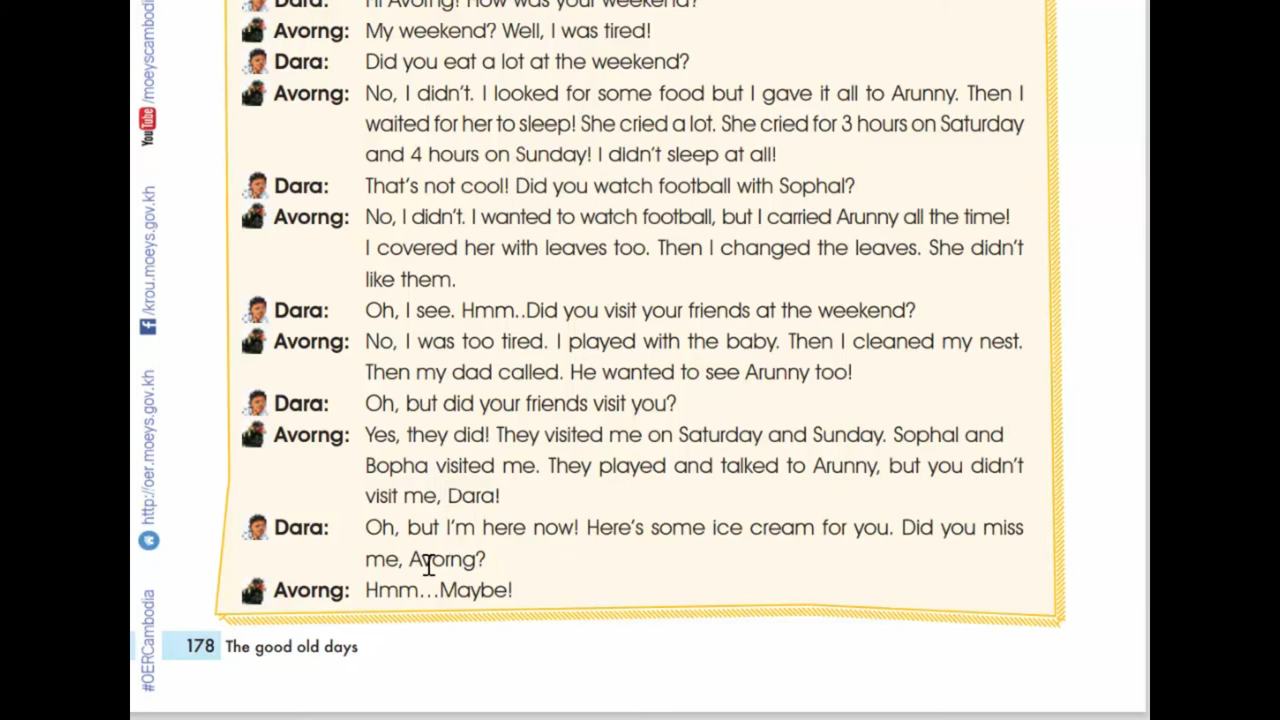 Dara: Hi Avorng! How was your weekend?
Avorng: My weekend? Well, I was tired!
Dara: Did you eat a lot at the weekend?
Avorng: No, I didn't. I looked for some food but I gave it all to Arunny. Then I
waited for her to sleep! She cried a lot. She cried for 3 hours on Saturday
and 4 hours on Sunday! I didn't sleep at all!
Dara: That's not cool! Did you watch football with Sophal?
Avorng: No, I didn't. I wanted to watch football, but I carried Arunny all the time!
I covered her with leaves too. Then I changed the leaves. She didn't
like them.
Dara: Oh, I see. Hmm..Did you visit your friends at the weekend?
Avorng: No, I was too tired. I played with the baby. Then I cleaned my nest.
Then my dad called. He wanted to see Arunny too!
Dara: Oh, but did your friends visit you?
Avorng: Yes, they did! They visited me on Saturday and Sunday. Sophal and
Bopha visited me. They played and talked to Arunny, but you didn't
visit me, Dara!
Dara: Oh, but I'm here now! Here's some ice cream for you. Did you miss
me, Avorng?
Avorng: Hmm...Maybe!
178 The good old days
#OERCambodia
http://oer.moeys.gov.kh
/krou.moeys.gov.kh
YouTube /moeyscambodi